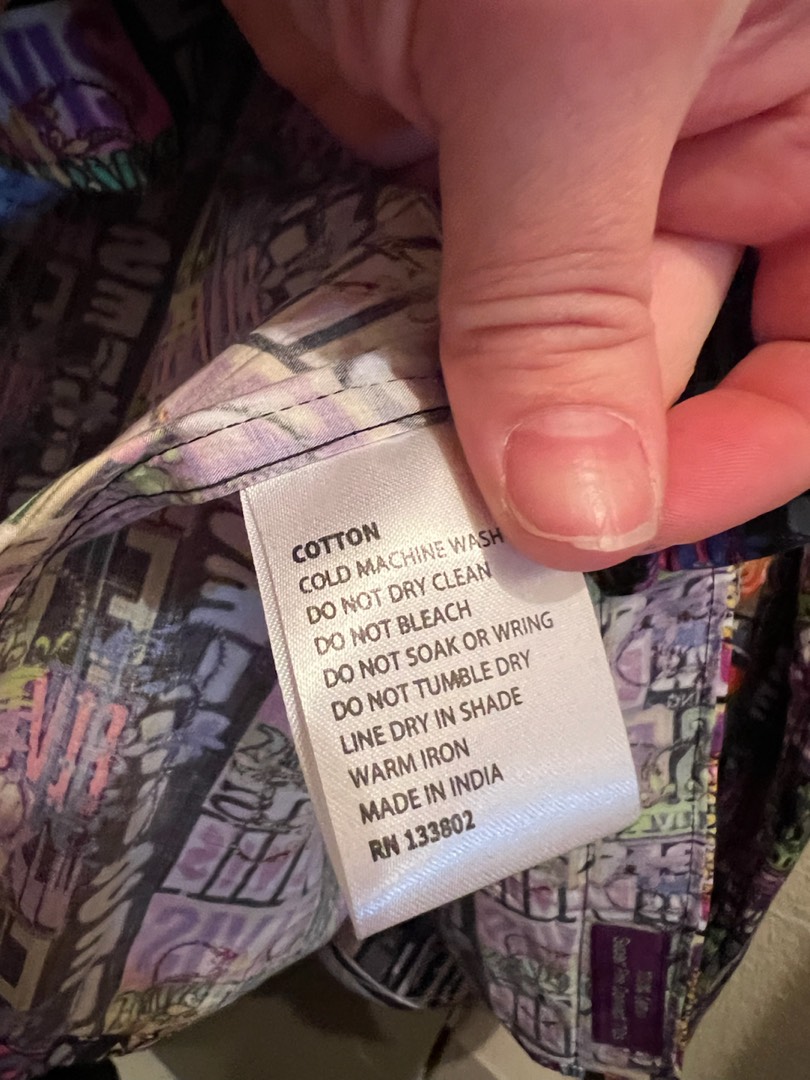 COTTON
COLD MACHINE WASH
DO NOT DRY CLEAN
DO NOT BLEACH
DO NOT SOAK OR WRING
DO NOT TUMBLE DRY
LINE DRY IN SHADE
WARM IRON
MADE IN INDIA
RN 133802